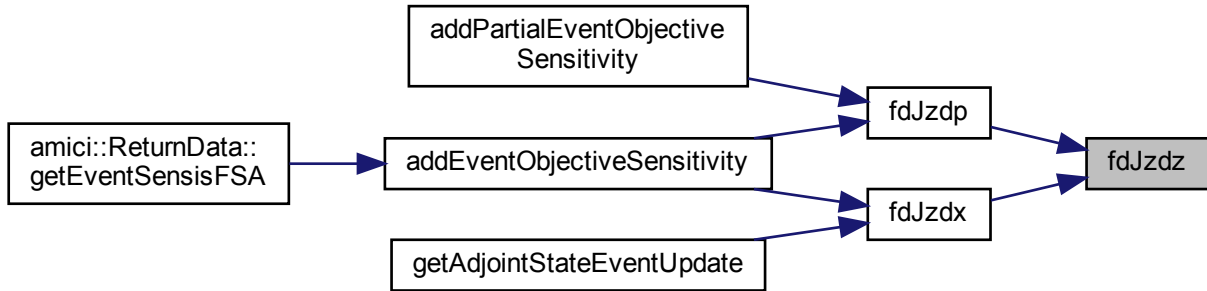 addPartialEventObjective
Sensitivity
amici::ReturnData::
getEventSensisFSA
addEventObjectiveSensitivity
getAdjointStateEventUpdate
fdJzdp
fdJzdx
fdJzdz